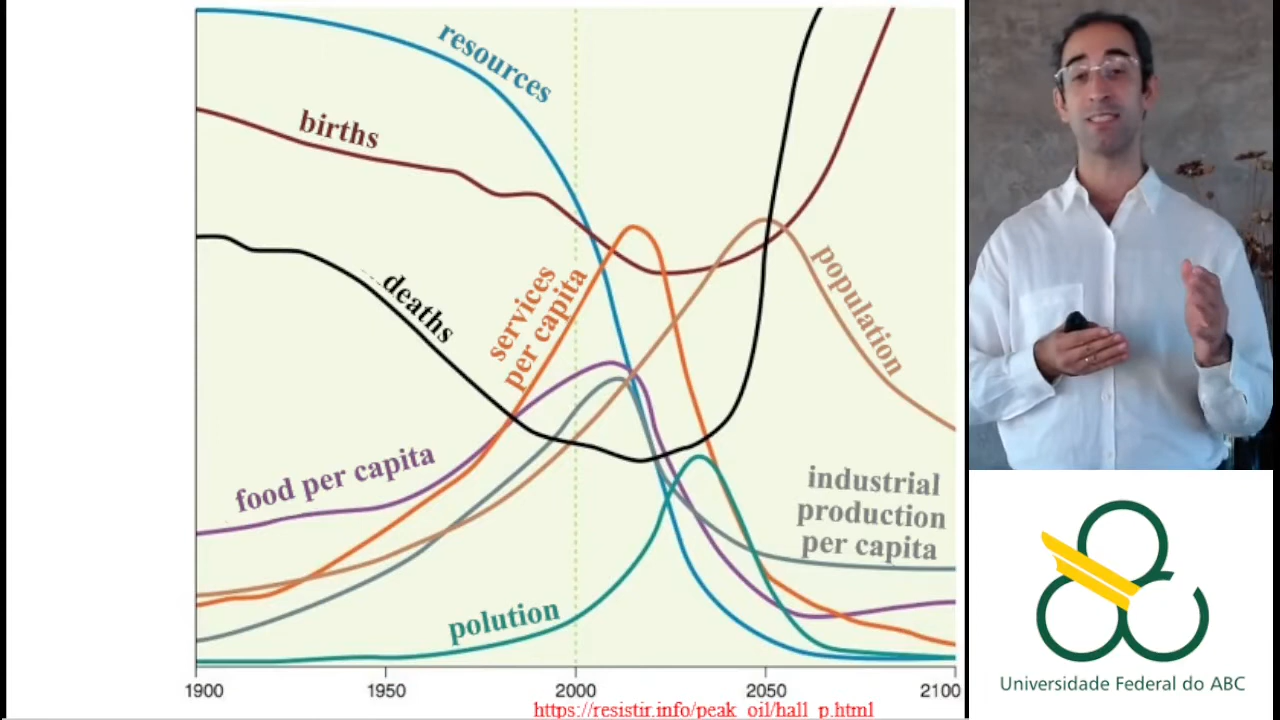 resources
births
deaths
services
per capita
population
food per capita
industrial
production
per capita
polution
1900
1950
2000
2050
2100
https://resistir.info/peak_oil/hall_p.html
Universidade Federal do ABC